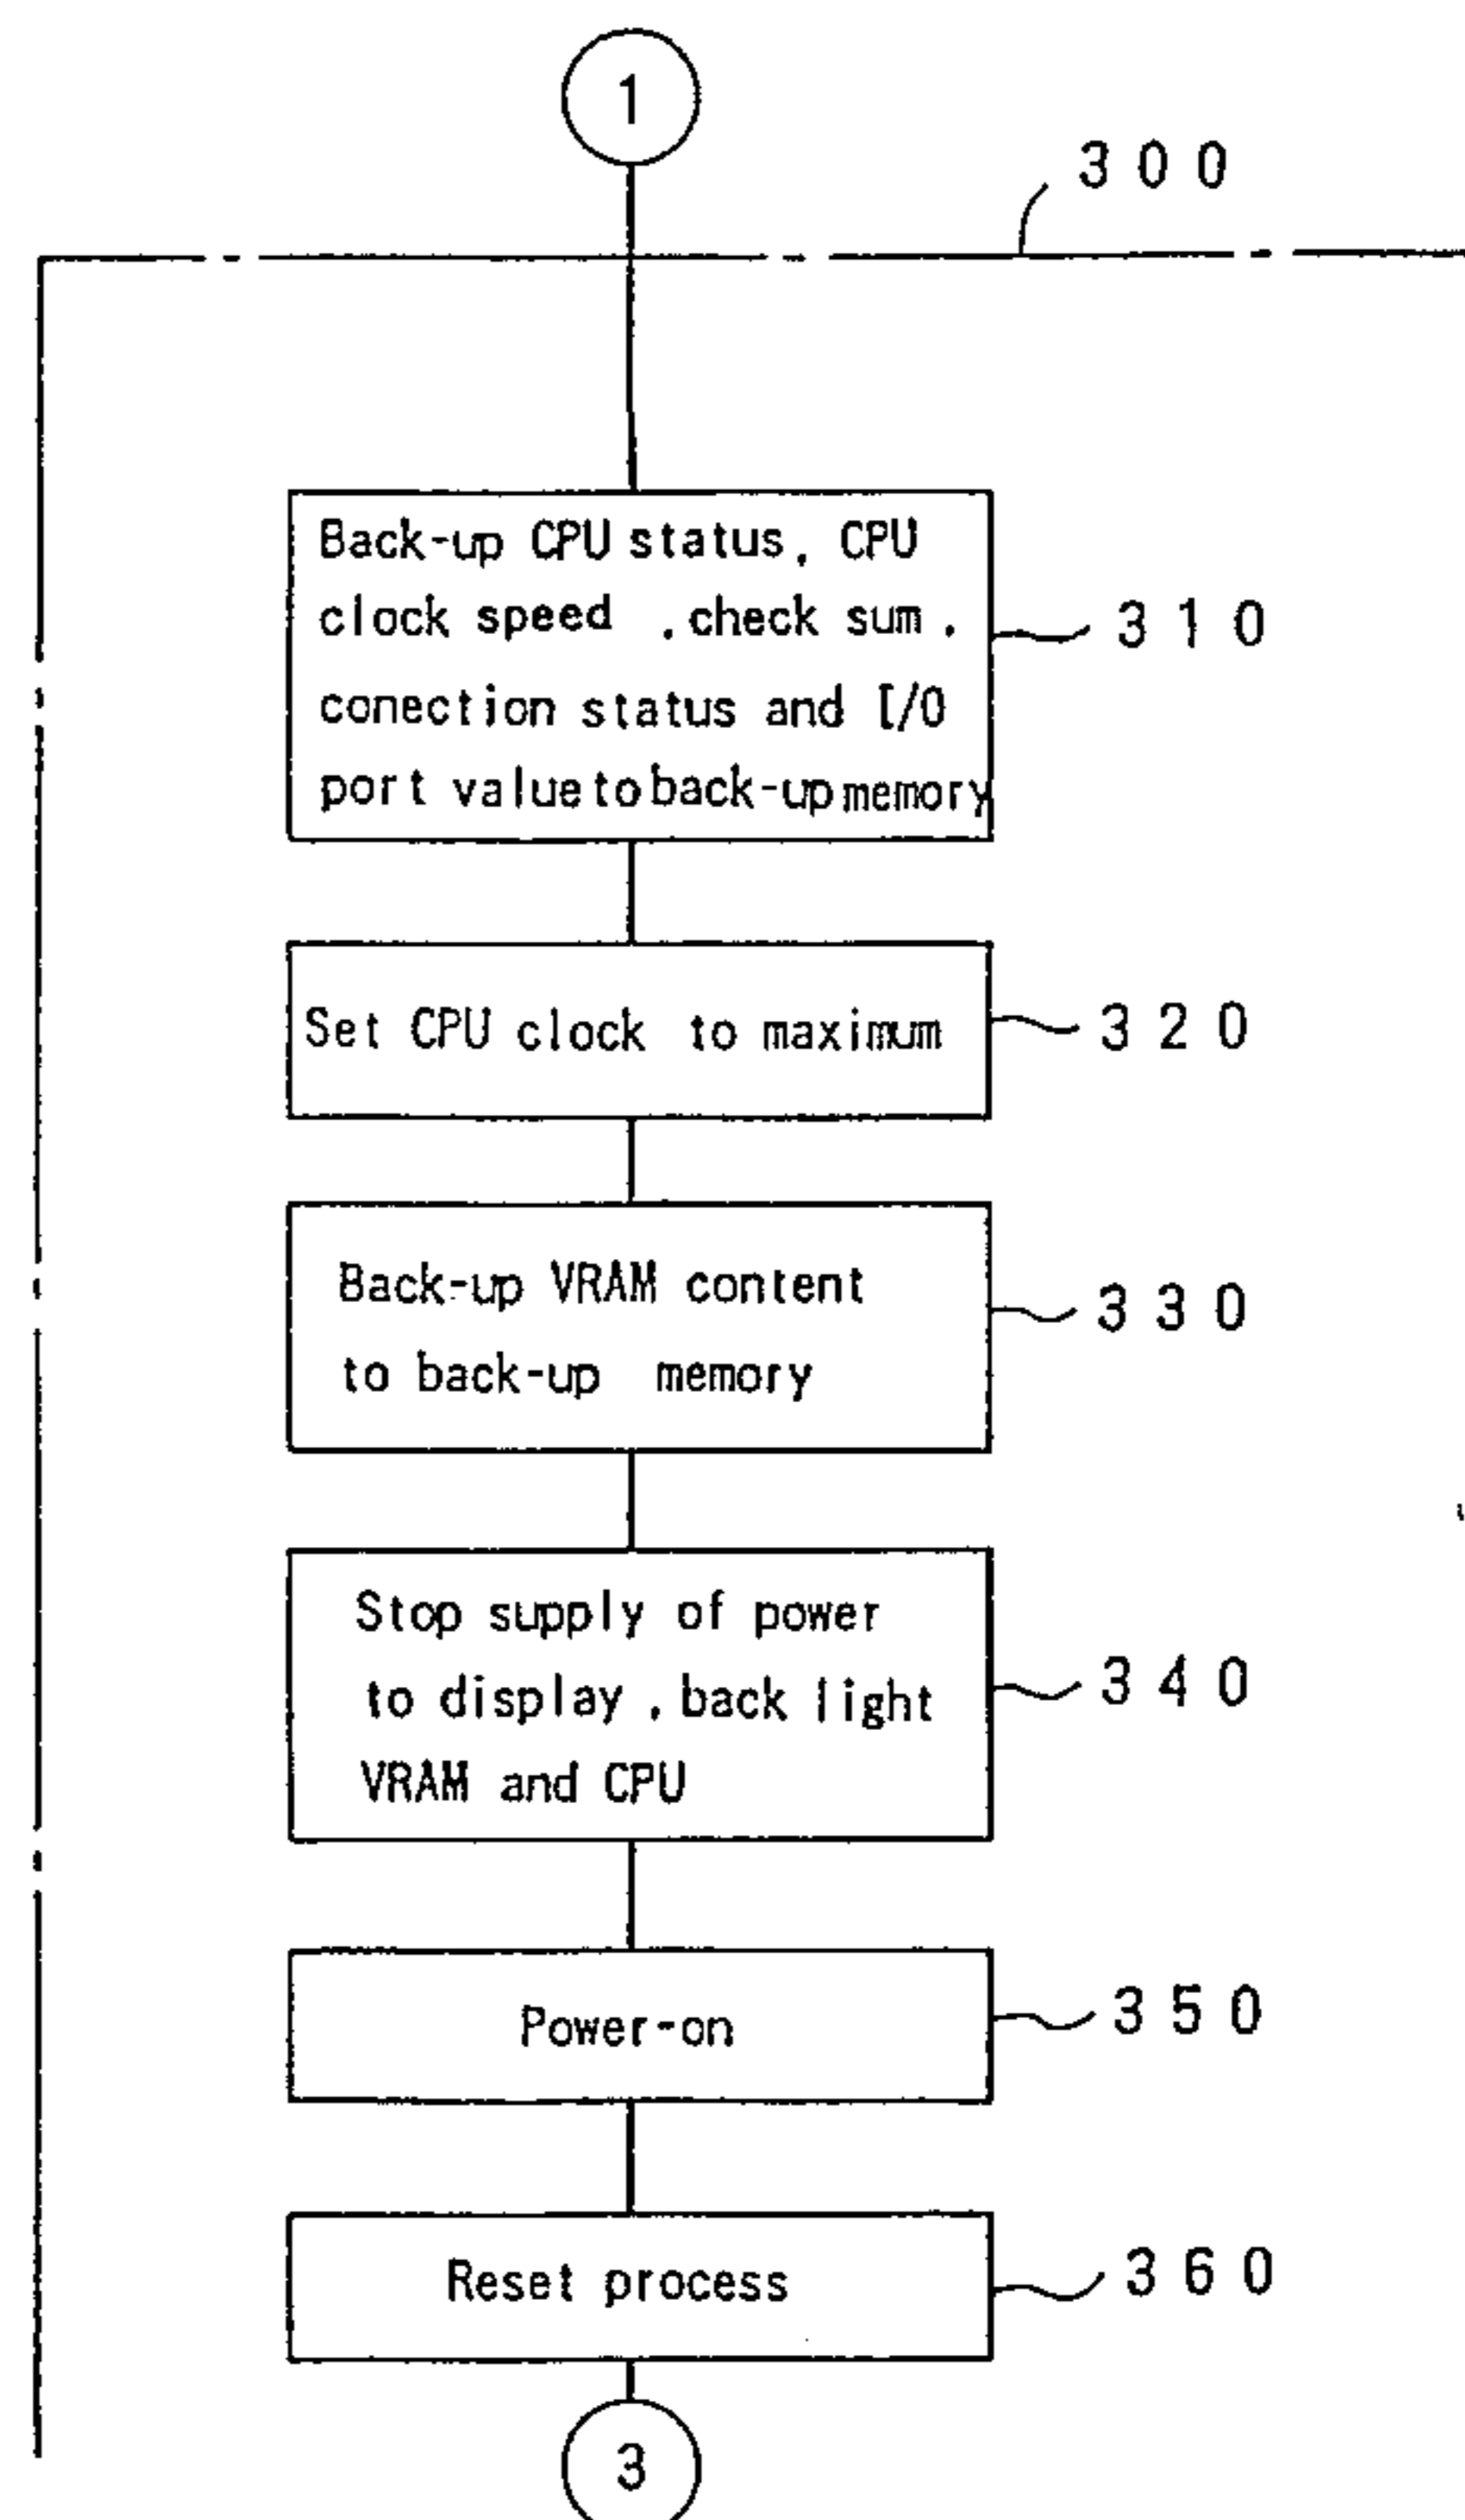 1
300
Back-up CPU status, CPU
clock speed , check sum ,
conection status and I/O
port value to back-up memory
310
Set CPU clock to maximum
320
Back-up VRAM content
to back-up memory
330
Stop supply of power
to display , back light
VRAM and CPU
340
Power-on
350
Reset process
360
3